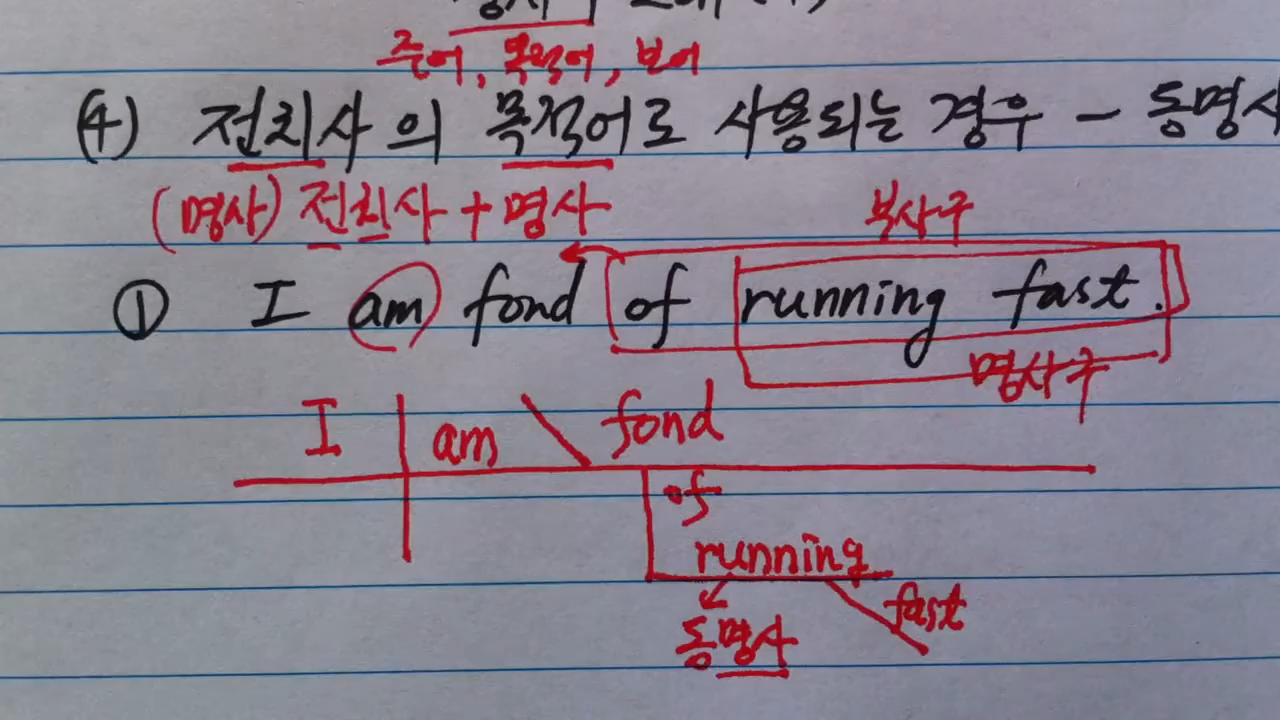 주어, 목적어, 보어
(4) 전치사의 목적어로 사용되는 경우 - 동명사
(명사) 전치사 + 명사
부사구
① I am fond of running fast.
명사구
I am fond
of
running
fast
동명사